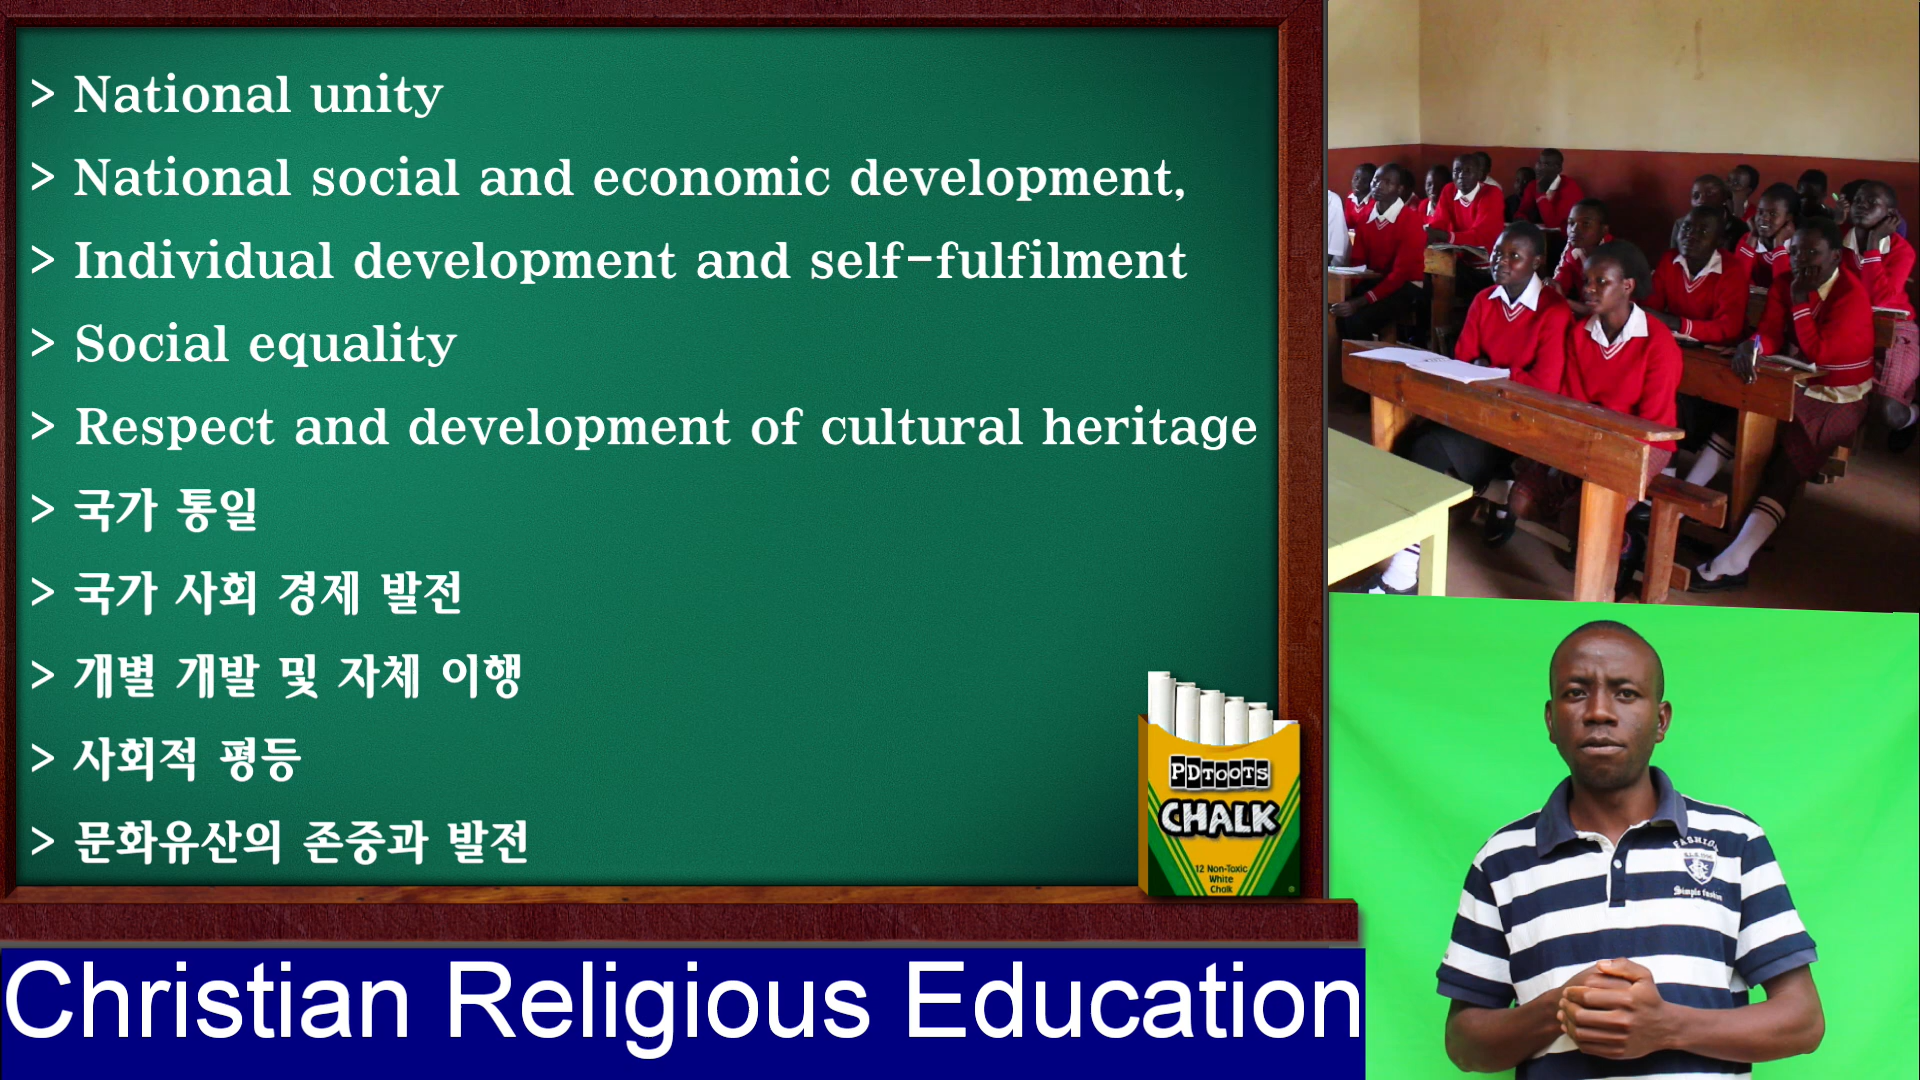 > National unity
> National social and economic development,
> Individual development and self-fulfilment
> Social equality
> Respect and development of cultural heritage
> 국가 통일
> 국가 사회 경제 발전
> 개별 개발 및 자체 이행
> 사회적 평등
> 문화유산의 존중과 발전
PDTOOTS
CHALK
12 Non-Toxic
White
Chalk
FASHION
Simple fashion
Christian Religious Education